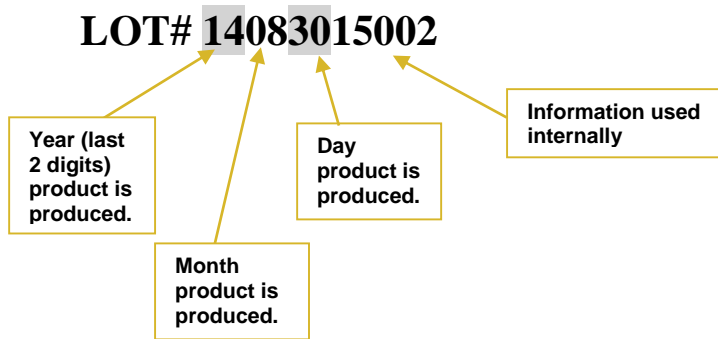 LOT# 14083015002
Information used
internally
Year (last
2 digits)
product is
produced.
Day
product is
produced.
Month
product is
produced.